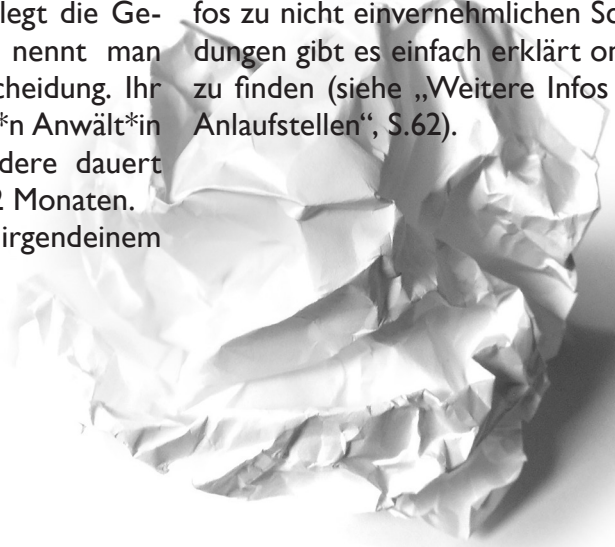 legt die Ge-
nennt man
cheidung. Ihr
*n Anwält*in
dere dauert
2 Monaten.
irgendeinem
fos zu nicht einvernehmlichen Sc
dungen gibt es einfach erklärt on
zu finden (siehe „Weitere Infos
Anlaufstellen“, S.62).